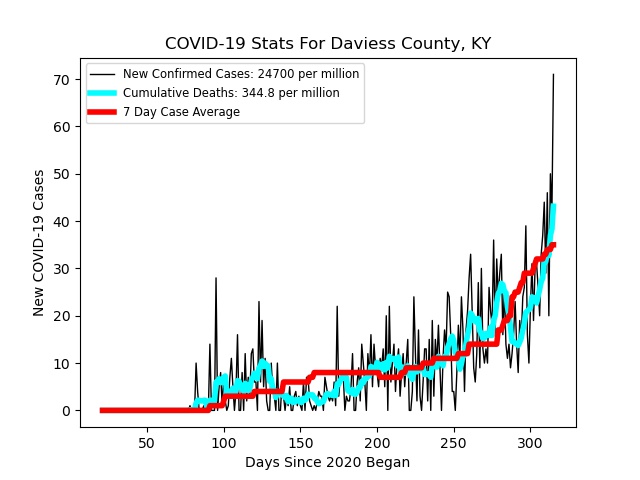 COVID-19 Stats For Daviess County, KY
New Confirmed Cases: 24700 per million
Cumulative Deaths: 344.8 per million
7 Day Case Average
New COVID-19 Cases
70
60
50
40
30
20
10
0
50 100 150 200 250 300
Days Since 2020 Began